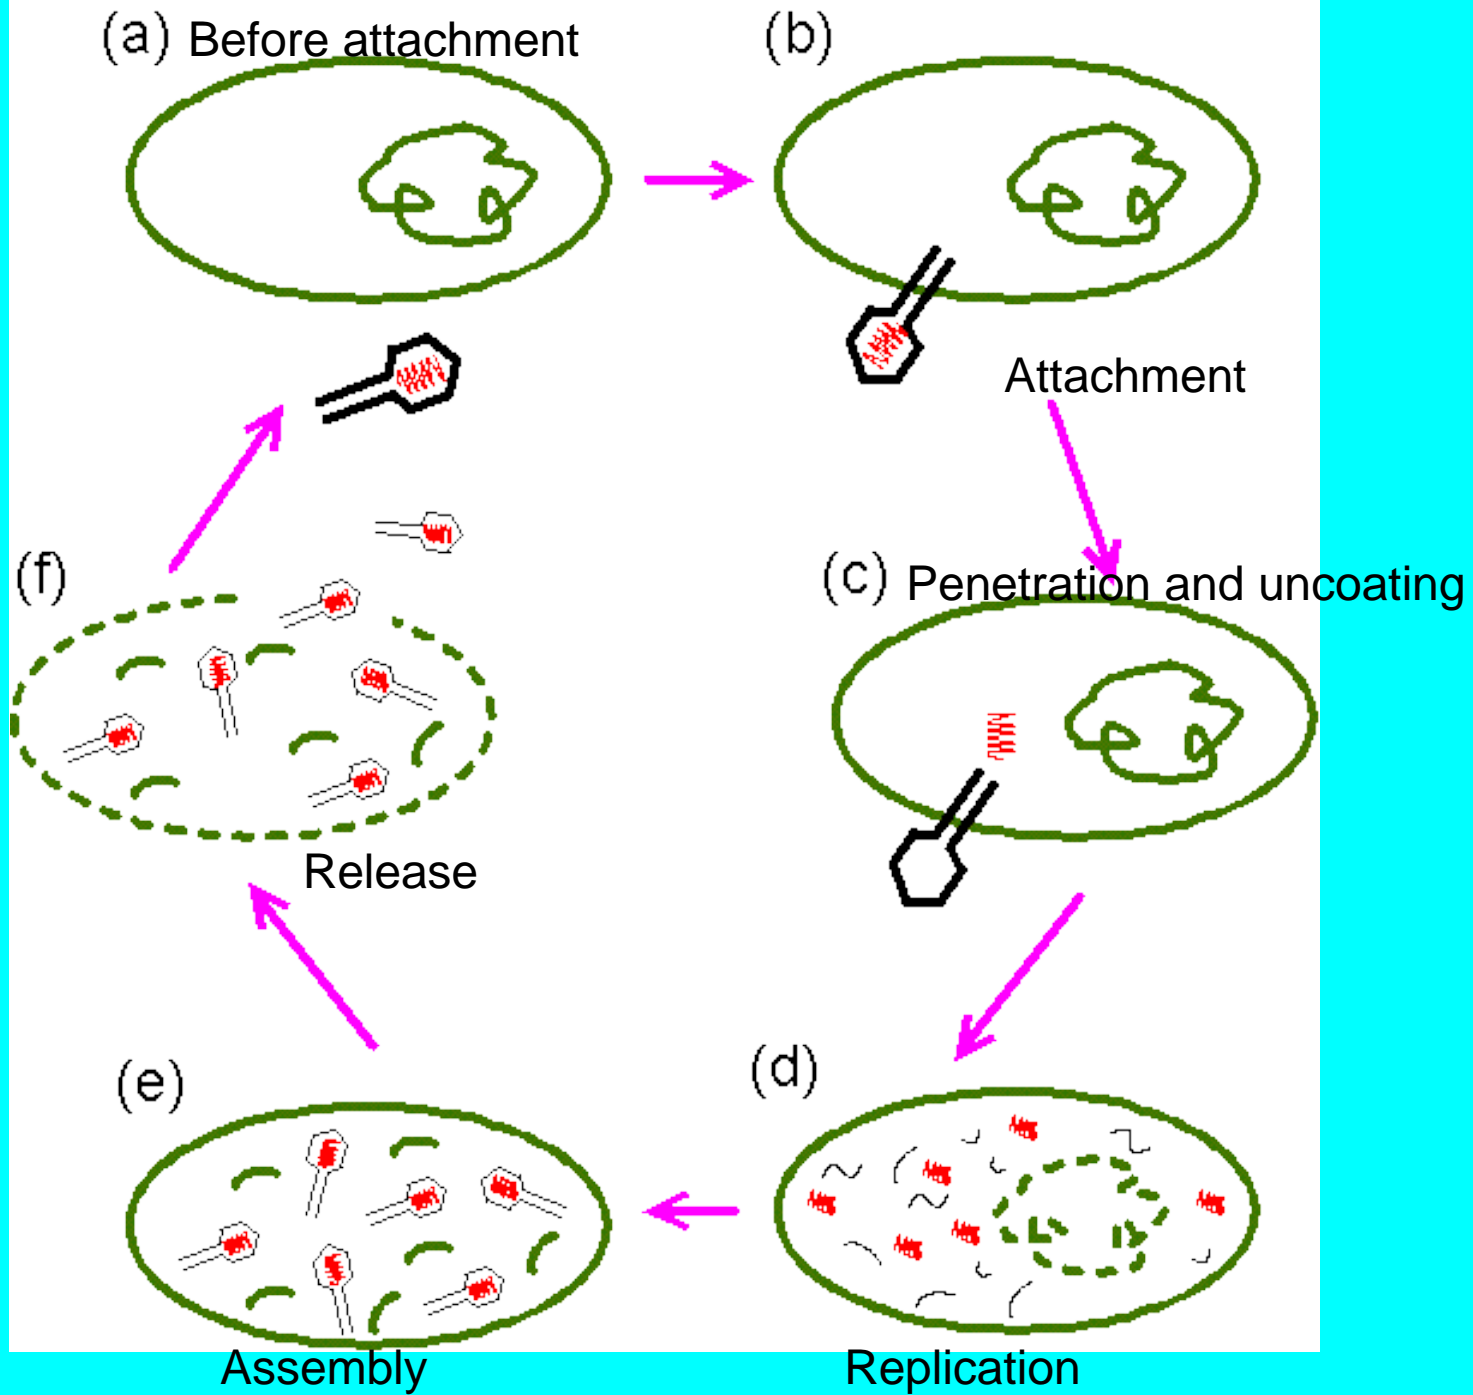 (a) Before attachment
(b)
Attachment
(c) Penetration and uncoating
(f)
Release
(d)
(e)
Assembly
Replication